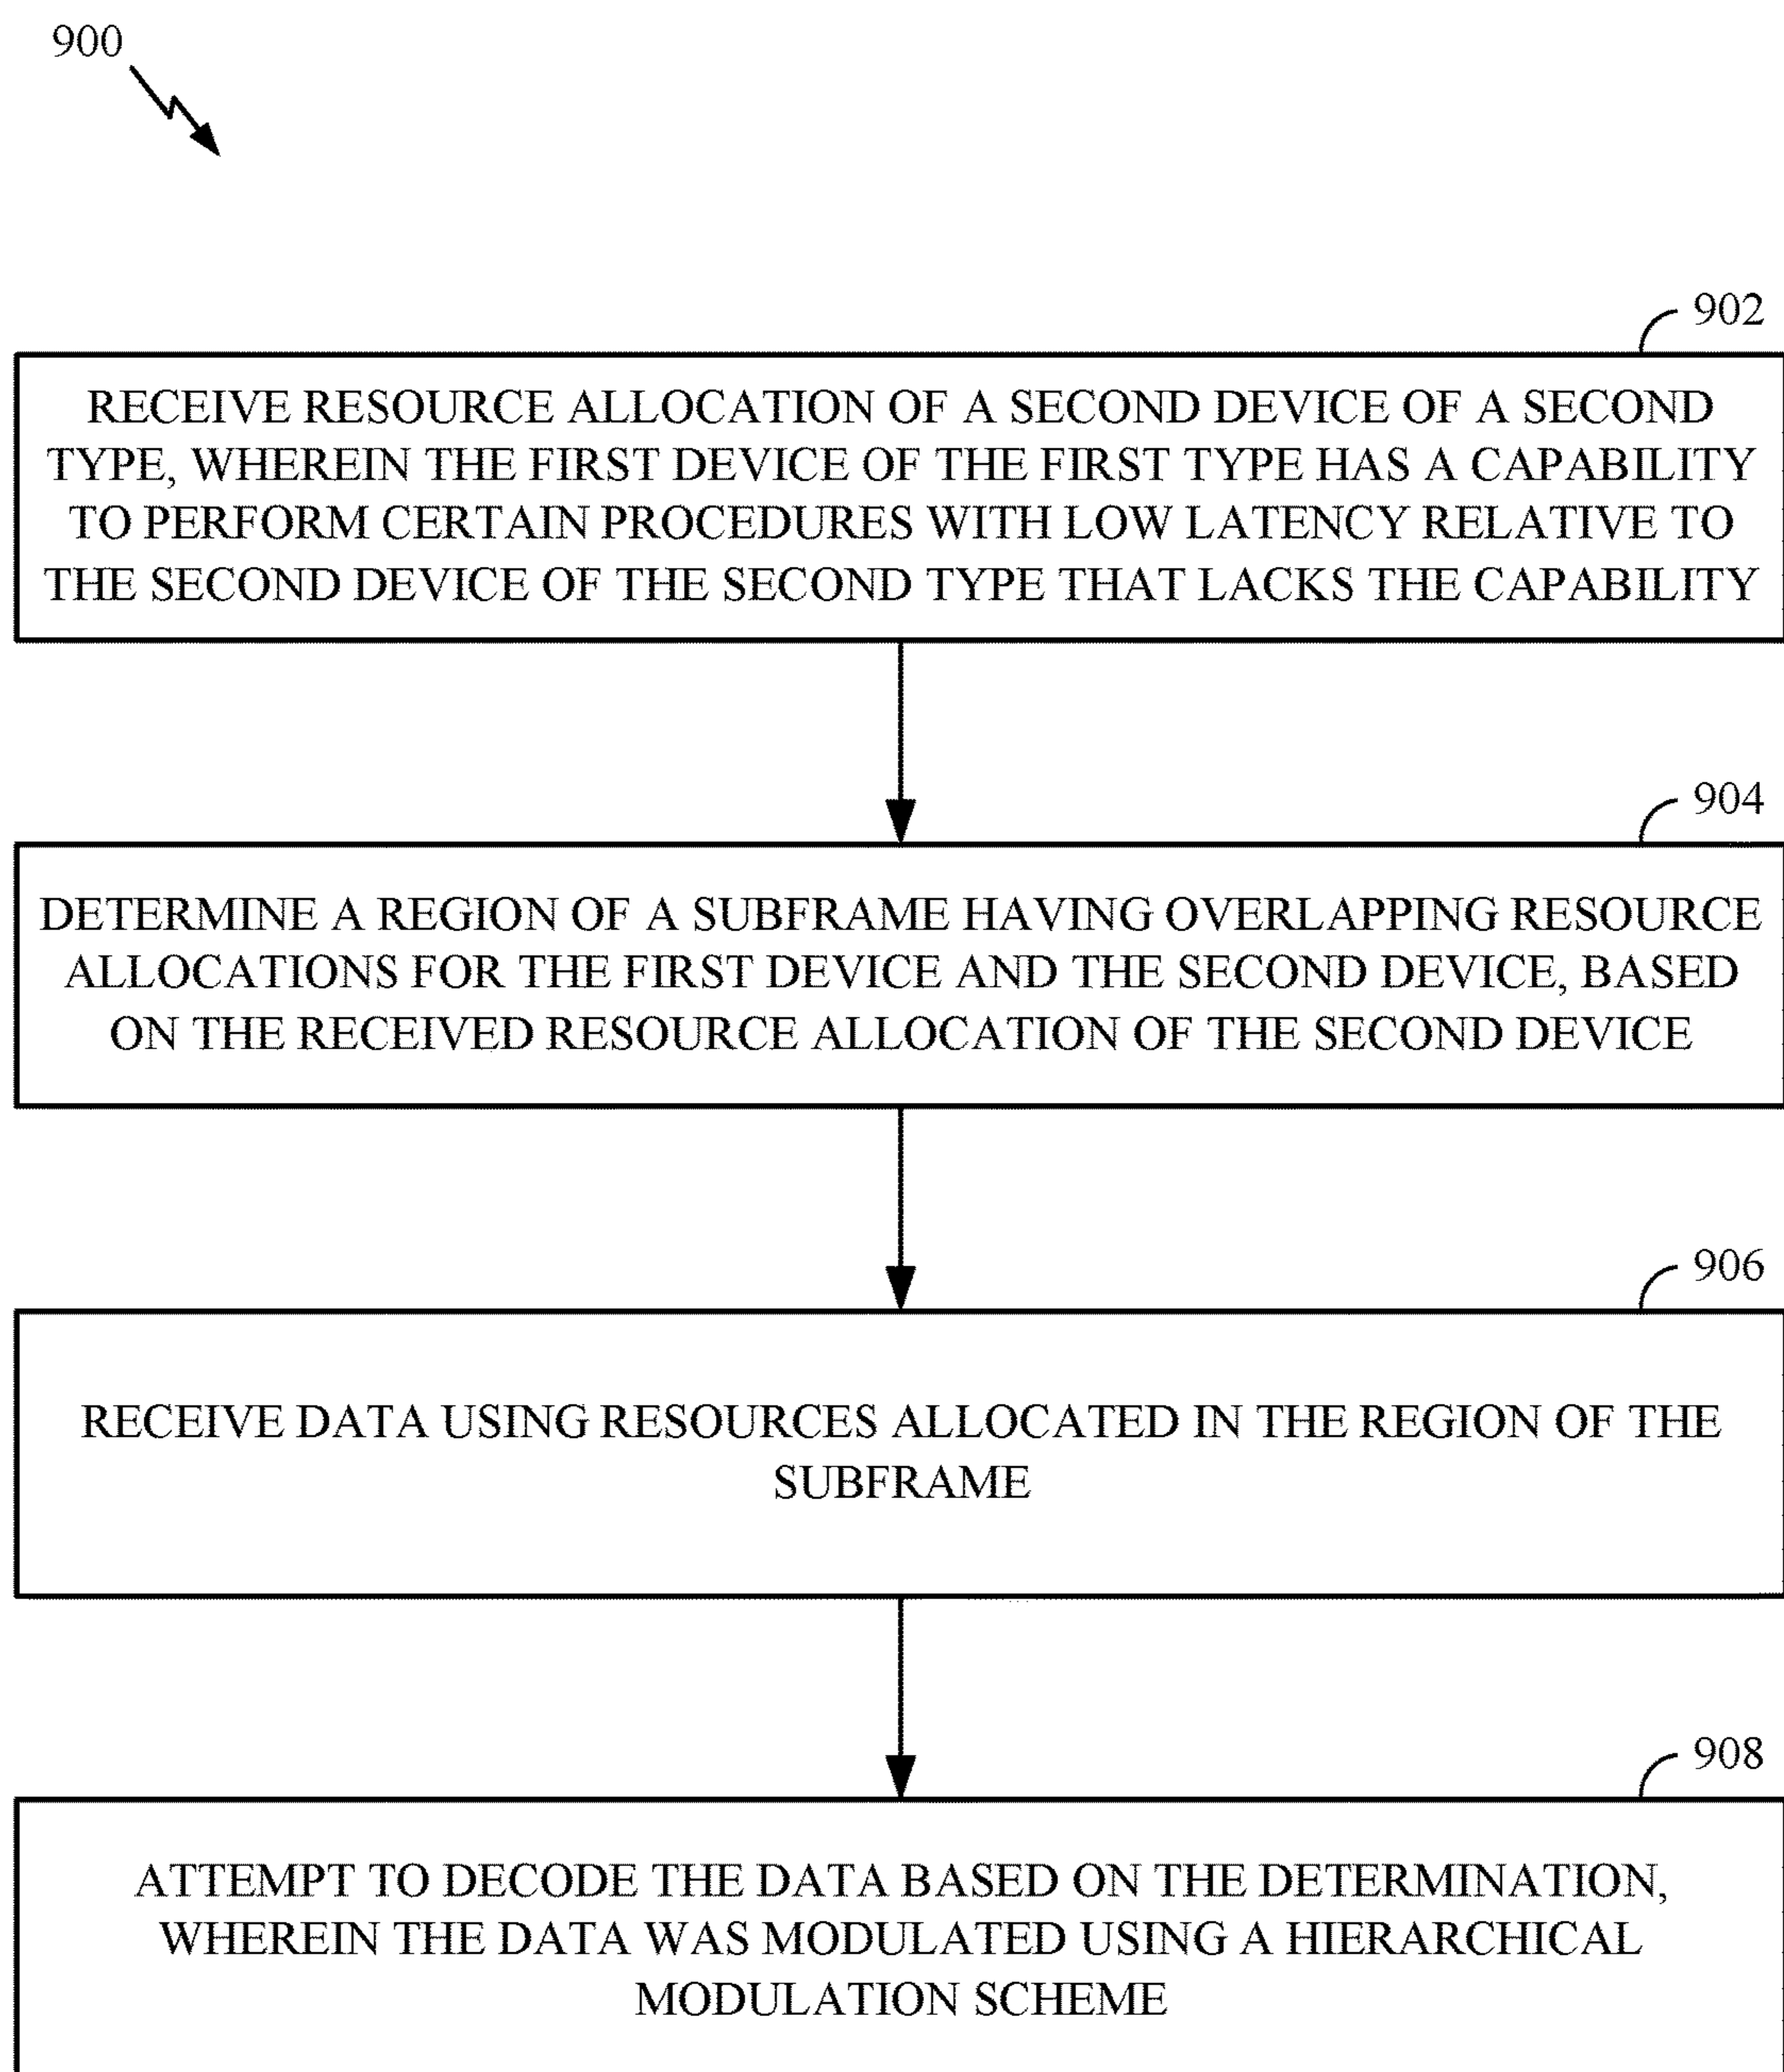 900
902
RECEIVE RESOURCE ALLOCATION OF A SECOND DEVICE OF A SECOND
TYPE, WHEREIN THE FIRST DEVICE OF THE FIRST TYPE HAS A CAPABILITY
TO PERFORM CERTAIN PROCEDURES WITH LOW LATENCY RELATIVE TO
THE SECOND DEVICE OF THE SECOND TYPE THAT LACKS THE CAPABILITY
904
DETERMINE A REGION OF A SUBFRAME HAVING OVERLAPPING RESOURCE
ALLOCATIONS FOR THE FIRST DEVICE AND THE SECOND DEVICE, BASED
ON THE RECEIVED RESOURCE ALLOCATION OF THE SECOND DEVICE
906
RECEIVE DATA USING RESOURCES ALLOCATED IN THE REGION OF THE
SUBFRAME
908
ATTEMPT TO DECODE THE DATA BASED ON THE DETERMINATION,
WHEREIN THE DATA WAS MODULATED USING A HIERARCHICAL
MODULATION SCHEME